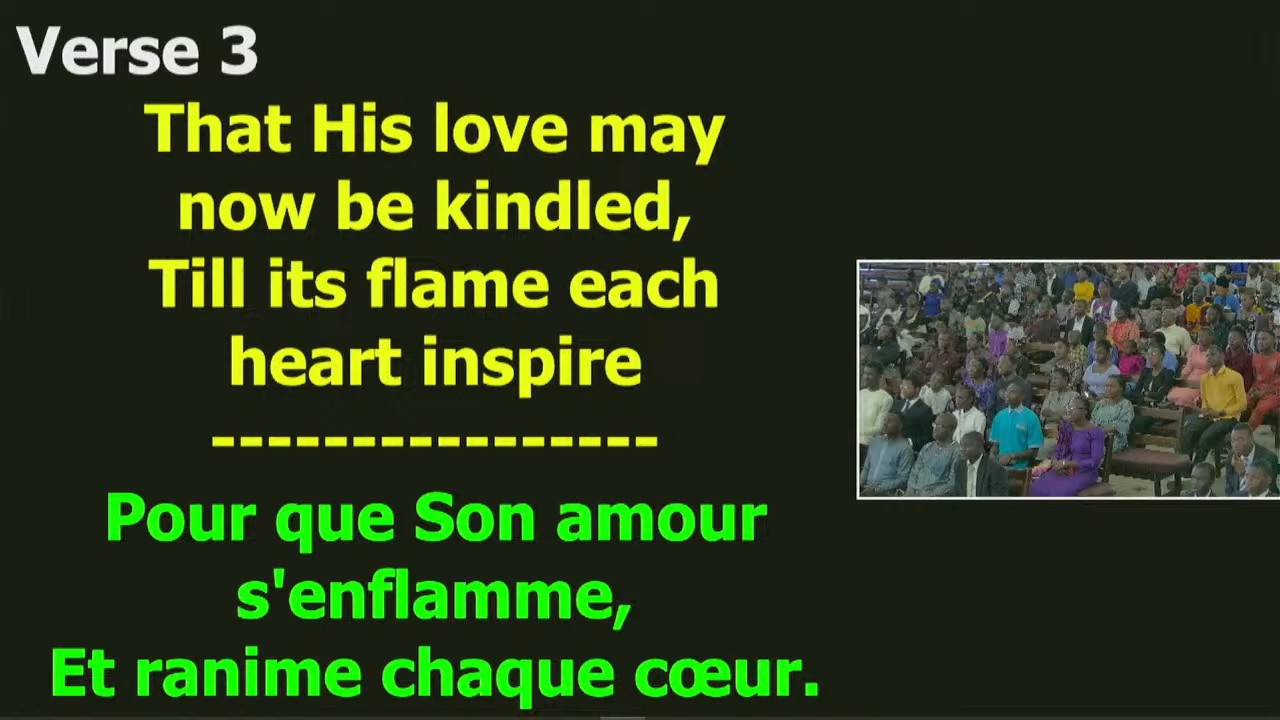 Verse 3
That His love may
now be kindled,
Till its flame each
heart inspire
----------------
Pour que Son amour
s'enflamme,
Et ranime chaque cœur.